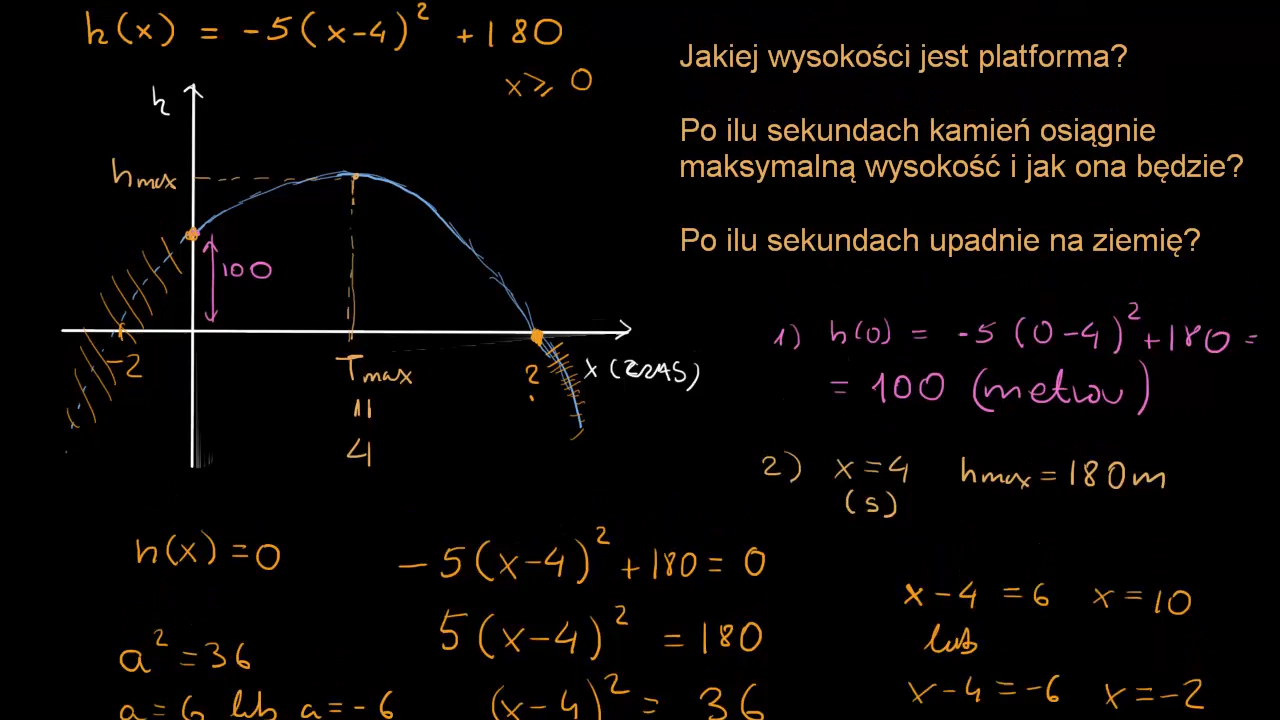 h(x) = -5(x-4)² +180
x ⩾ 0
h
hmax
100
-2
Tmax
||
4
?
x (CZAS)
Jakiej wysokości jest platforma?
Po ilu sekundach kamień osiągnie
maksymalną wysokość i jak ona będzie?
Po ilu sekundach upadnie na ziemię?
1) h(0) = -5(0-4)² +180 =
= 100 (metrów)
2) x=4 hmax = 180m
(s)
h(x) = 0
a² = 36
a = 6 lub a = -6
-5(x-4)² +180 = 0
5(x-4)² = 180
(x-4)² = 36
x-4 = 6 x = 10
lub
x-4 = -6 x = -2